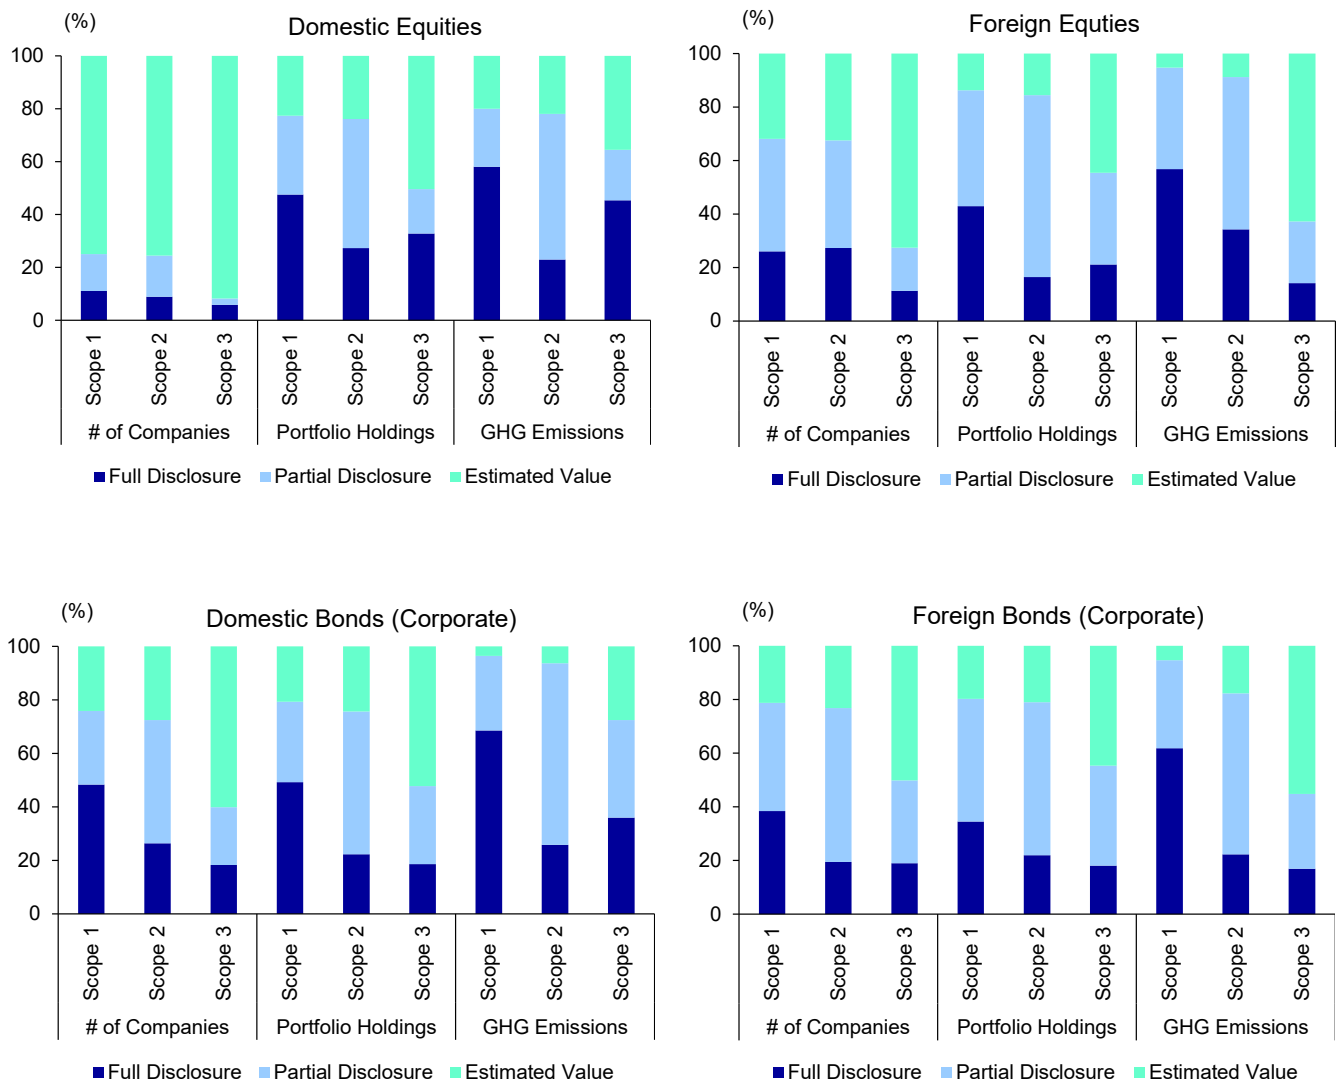 (%)
Domestic Equities
100
80
60
40
20
0
Scope 1
Scope 2
Scope 3
Scope 1
Scope 2
Scope 3
Scope 1
Scope 2
Scope 3
# of Companies
Portfolio Holdings
GHG Emissions
Full Disclosure
Partial Disclosure
Estimated Value
(%)
Foreign Equties
100
80
60
40
20
0
Scope 1
Scope 2
Scope 3
Scope 1
Scope 2
Scope 3
Scope 1
Scope 2
Scope 3
# of Companies
Portfolio Holdings
GHG Emissions
Full Disclosure
Partial Disclosure
Estimated Value
(%)
Domestic Bonds (Corporate)
100
80
60
40
20
0
Scope 1
Scope 2
Scope 3
Scope 1
Scope 2
Scope 3
Scope 1
Scope 2
Scope 3
# of Companies
Portfolio Holdings
GHG Emissions
Full Disclosure
Partial Disclosure
Estimated Value
(%)
Foreign Bonds (Corporate)
100
80
60
40
20
0
Scope 1
Scope 2
Scope 3
Scope 1
Scope 2
Scope 3
Scope 1
Scope 2
Scope 3
# of Companies
Portfolio Holdings
GHG Emissions
Full Disclosure
Partial Disclosure
Estimated Value